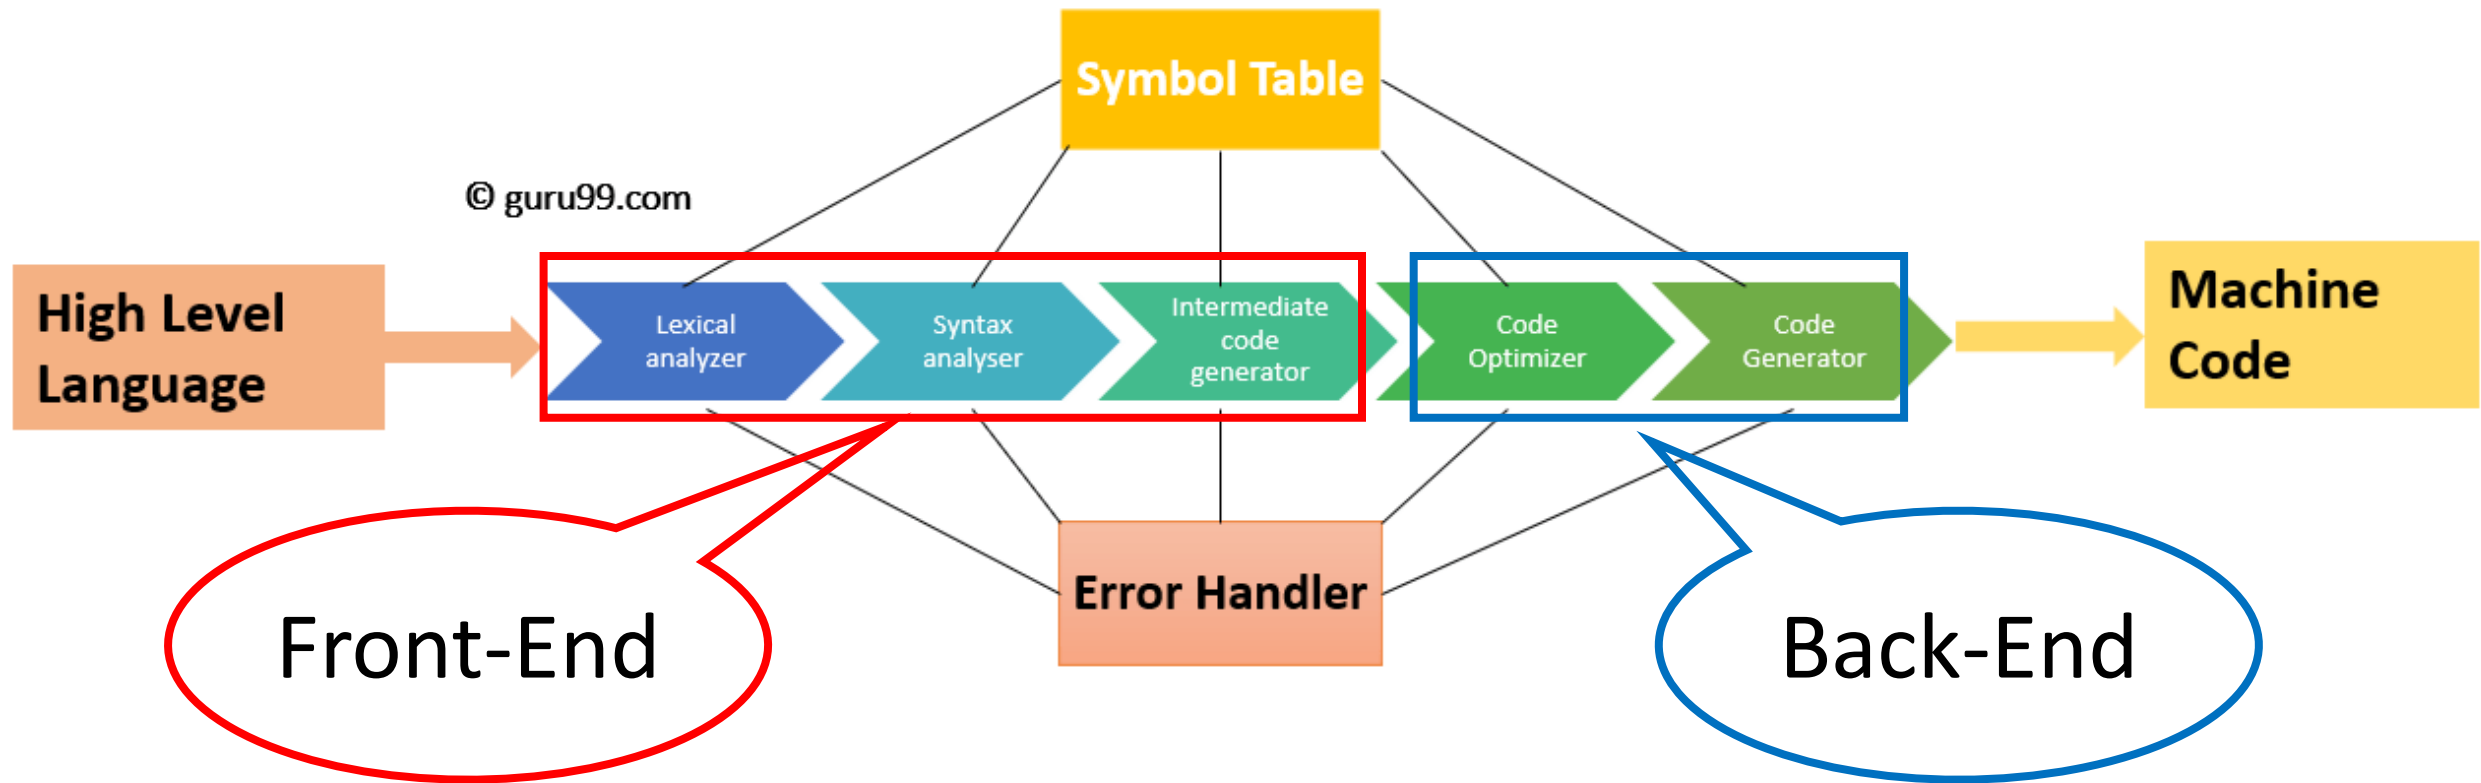 Symbol Table
© guru99.com
High Level
Language
Lexical
analyzer
Syntax
analyser
Intermediate
code
generator
Code
Optimizer
Code
Generator
Machine
Code
Error Handler
Front-End
Back-End